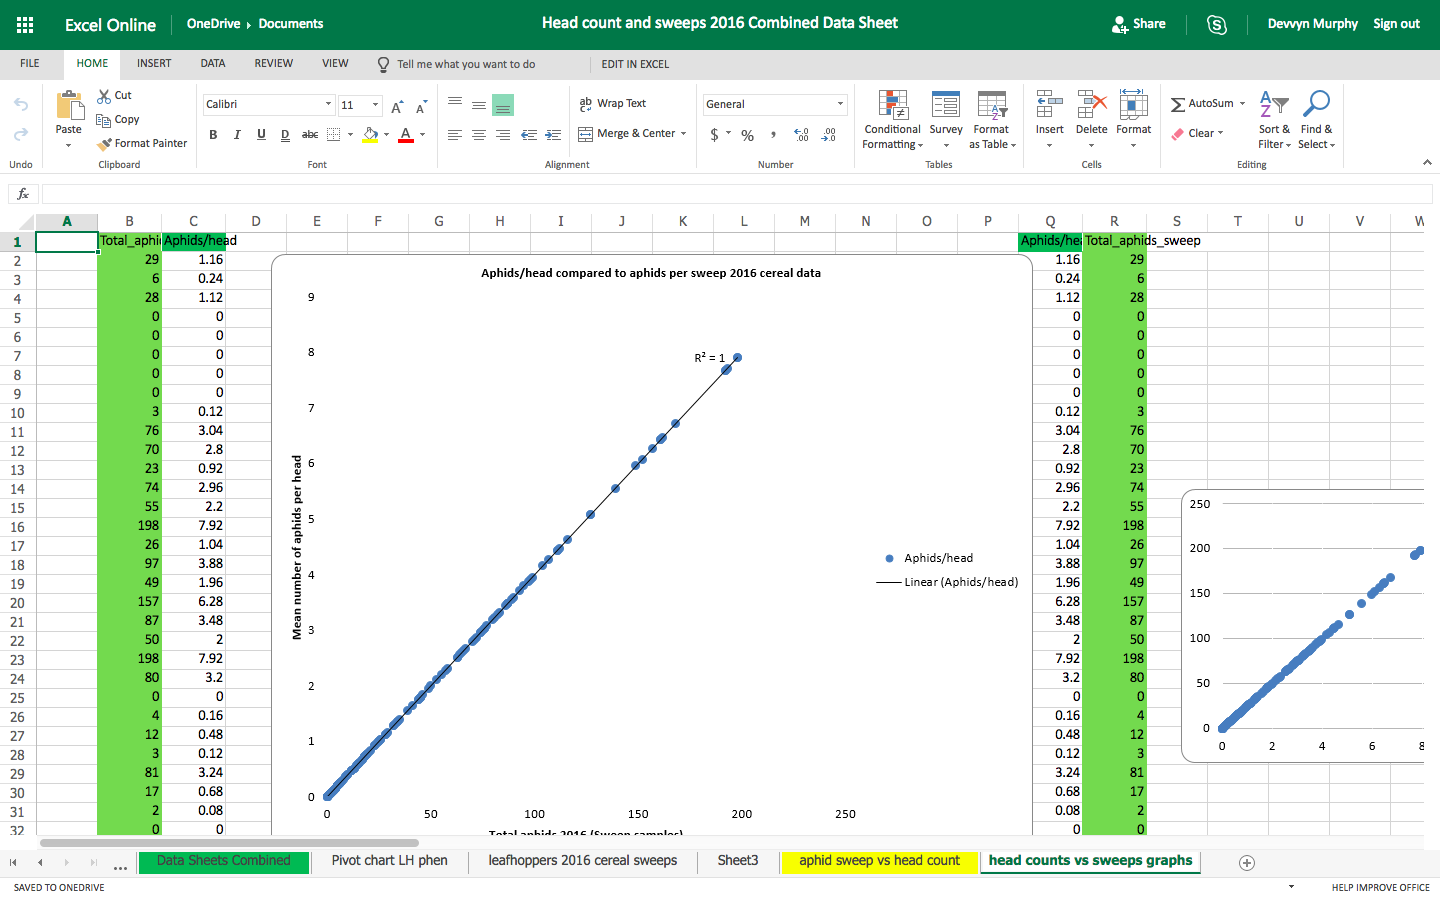 Excel Online OneDrive Documents Head count and sweeps 2016 Combined Data Sheet Share Devvyn Murphy Sign out
FILE HOME INSERT DATA REVIEW VIEW Tell me what you want to do EDIT IN EXCEL
Undo
Paste
Cut
Copy
Format Painter
Clipboard
Calibri 11
B I U D abc A
Font
Wrap Text
Merge & Center
Alignment
General
$ % , .0 .00
Number
Conditional Formatting
Survey
Format as Table
Tables
Insert Delete Format
Cells
AutoSum
Clear
Sort & Filter
Find & Select
Editing
fx
A B C D E F G H I J K L M N O P Q R S T U V W
1 Total_aphi Aphids/head Aphids/hea Total_aphids_sweep
2 29 1.16 1.16 29
3 6 0.24 0.24 6
4 28 1.12 1.12 28
5 0 0 0 0
6 0 0 0 0
7 0 0 0 0
8 0 0 0 0
9 0 0 0 0
10 3 0.12 0.12 3
11 76 3.04 3.04 76
12 70 2.8 2.8 70
13 23 0.92 0.92 23
14 74 2.96 2.96 74
15 55 2.2 2.2 55
16 198 7.92 7.92 198
17 26 1.04 1.04 26
18 97 3.88 3.88 97
19 49 1.96 1.96 49
20 157 6.28 6.28 157
21 87 3.48 3.48 87
22 50 2 2 50
23 198 7.92 7.92 198
24 80 3.2 3.2 80
25 0 0 0 0
26 4 0.16 0.16 4
27 12 0.48 0.48 12
28 3 0.12 0.12 3
29 81 3.24 3.24 81
30 17 0.68 0.68 17
31 2 0.08 0.08 2
32 0 0 0 0
Aphids/head compared to aphids per sweep 2016 cereal data
Mean number of aphids per head
9
8
7
6
5
4
3
2
1
0
R² = 1
Aphids/head
Linear (Aphids/head)
0 50 100 150 200 250
Total aphids 2016 (Sweep samples)
250
200
150
100
50
0
0 2 4 6 8
... Data Sheets Combined Pivot chart LH phen leafhoppers 2016 cereal sweeps Sheet3 aphid sweep vs head count head counts vs sweeps graphs
SAVED TO ONEDRIVE HELP IMPROVE OFFICE